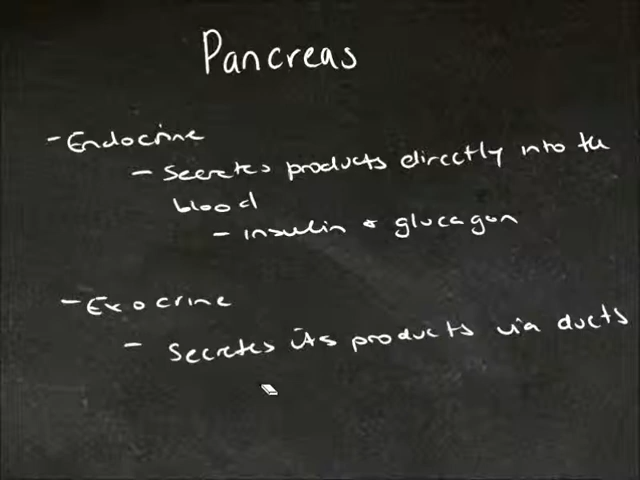 Pancreas
- Endocrine
- Secretes products directly into the
blood
- insulin + glucagon
- Exocrine
- Secretes its products via ducts